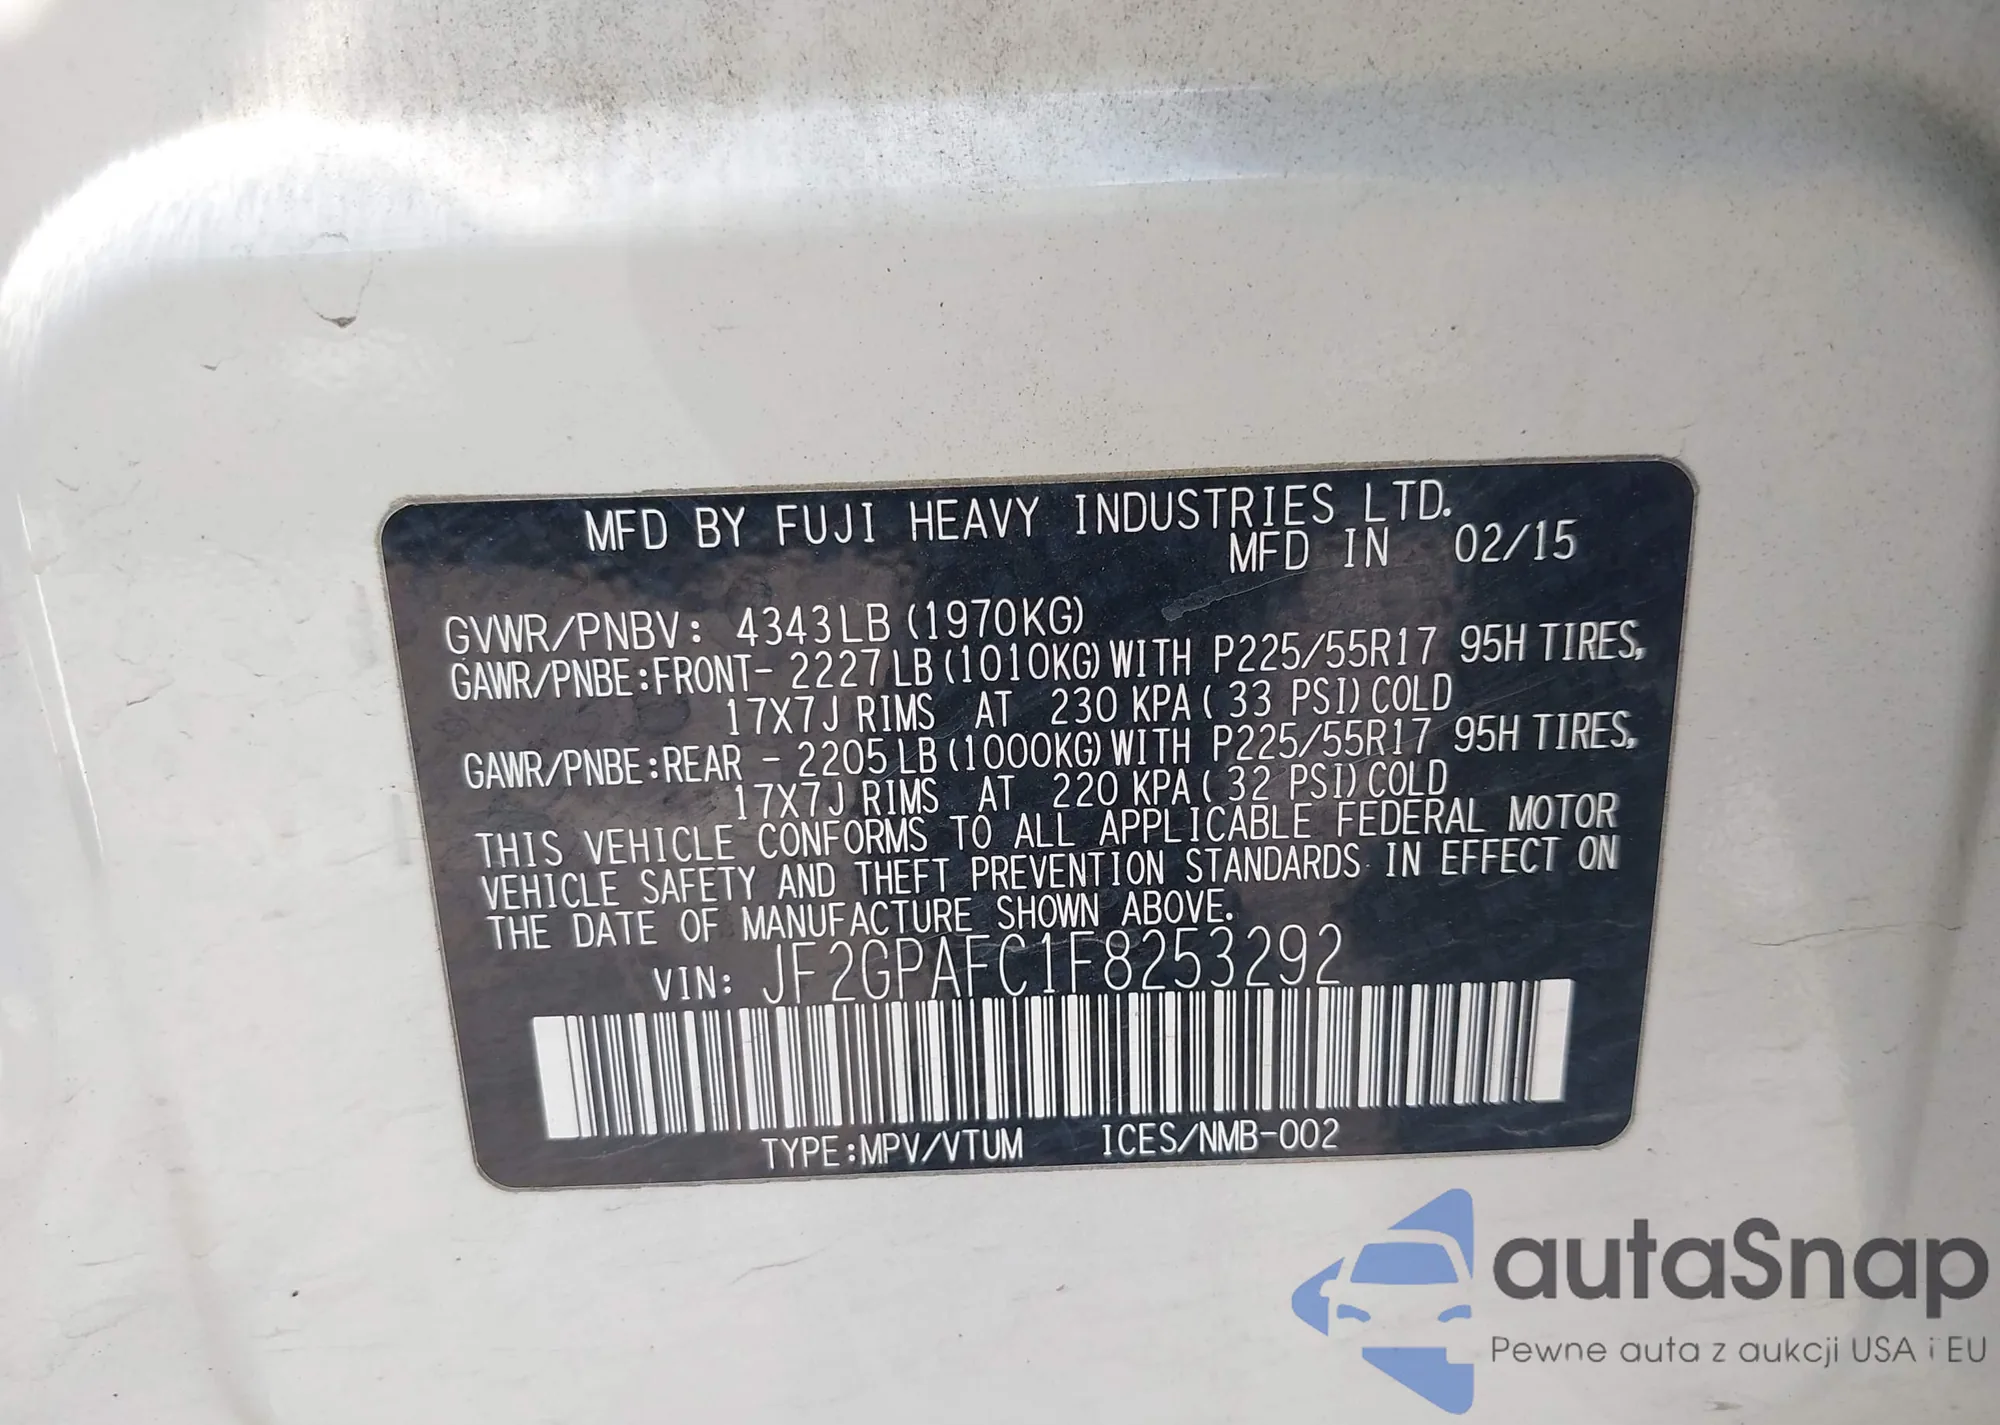 MFD BY FUJI HEAVY INDUSTRIES LTD.
MFD IN 02/15
GVWR/PNBV: 4343LB (1970KG)
GAWR/PNBE:FRONT- 2227LB (1010KG) WITH P225/55R17 95H TIRES,
17X7J RIMS AT 230 KPA ( 33 PSI) COLD
GAWR/PNBE:REAR - 2205LB (1000KG) WITH P225/55R17 95H TIRES,
17X7J RIMS AT 220 KPA ( 32 PSI) COLD
THIS VEHICLE CONFORMS TO ALL APPLICABLE FEDERAL MOTOR
VEHICLE SAFETY AND THEFT PREVENTION STANDARDS IN EFFECT ON
THE DATE OF MANUFACTURE SHOWN ABOVE.
VIN: JF2GPAFC1F8253292
TYPE:MPV/VTUM ICES/NMB-002
autaSnap
Pewne auta z aukcji USA i EU